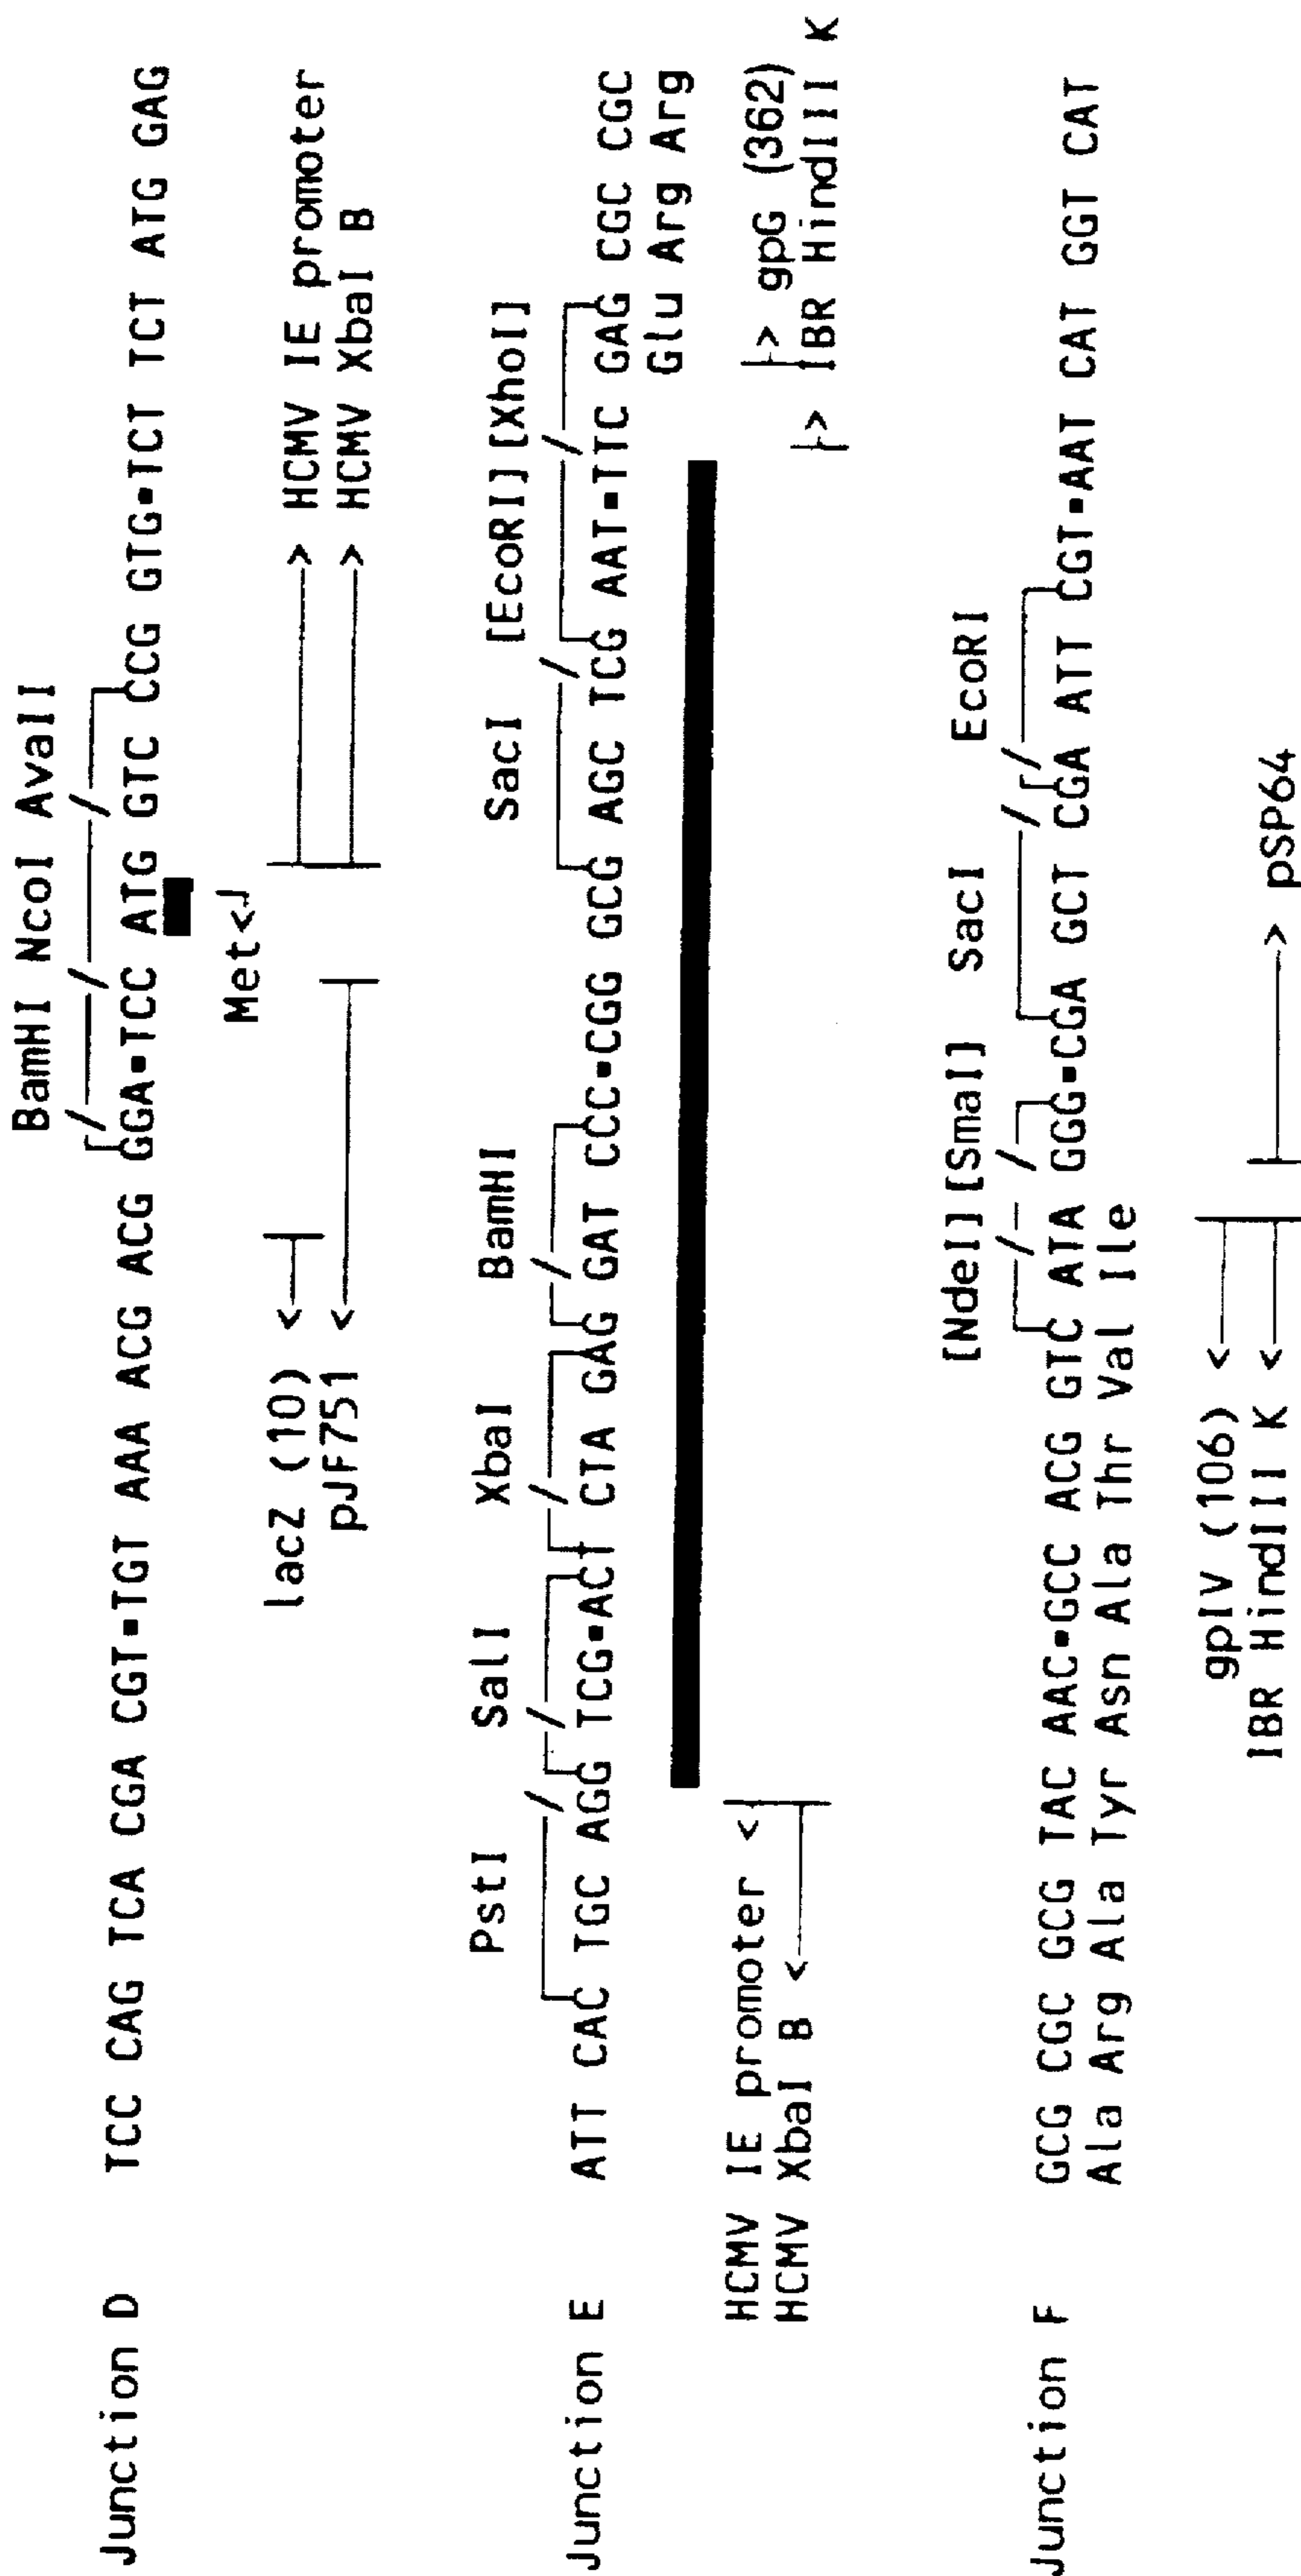 BamHI NcoI AvaII
Junction D TCC CAG TCA CGA CGT▪TGT AAA ACG ACG GGA▪TCC ATG GTC CCG GTG▪TCT TCT ATG GAG
Met<
lacZ (10) < > HCMV IE promoter
pJF751 < > HCMV XbaI B
PstI SalI XbaI BamHI SacI [EcoRI][XhoI]
Junction E ATT CAC TGC AGG TCG▪ACT CTA GAG GAT CCC▪CGG GCG AGC TCG AAT▪TTC GAG CGC CGC
Glu Arg Arg
HCMV IE promoter < > gpG (362)
HCMV XbaI B < > IBR HindIII K
[NdeI][SmaI] SacI EcoRI
Junction F GCG CGC GCG TAC AAC▪GCC ACG GTC ATA GGG▪CGA GCT CGA ATT CGT▪AAT CAT GGT CAT
Ala Arg Ala Tyr Asn Ala Thr Val Ile
gpIV (106) <
IBR HindIII K < > pSP64